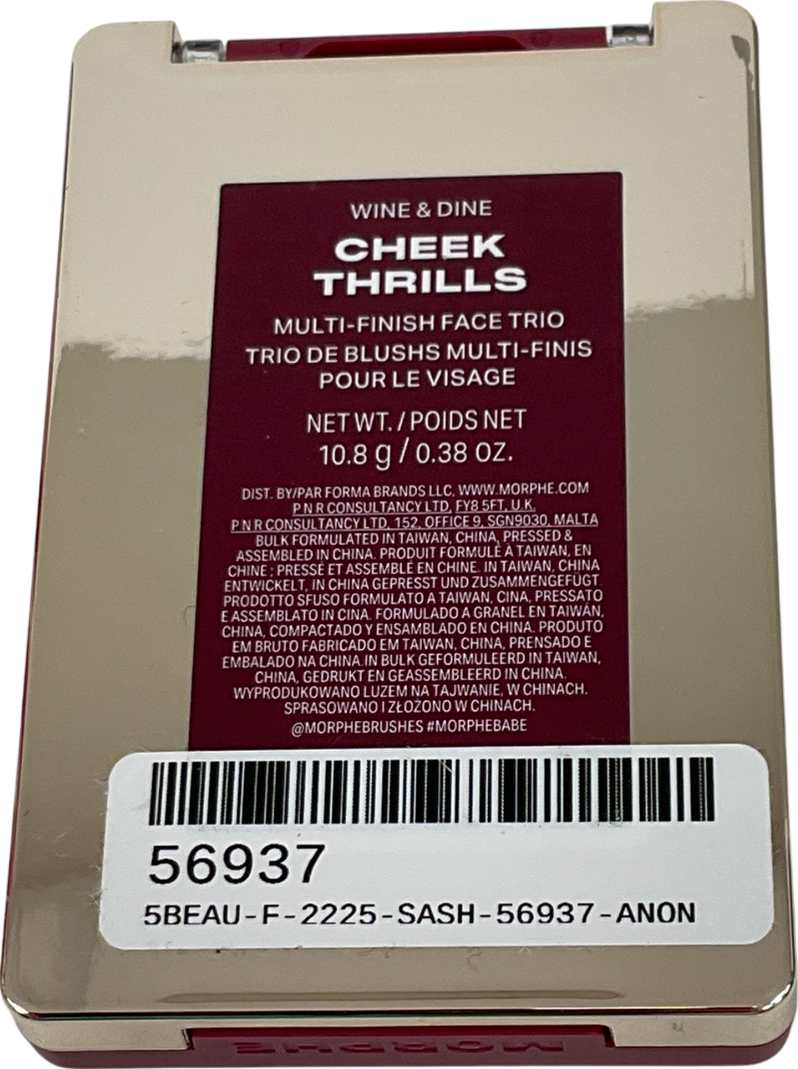 WINE & DINE
CHEEK
THRILLS
MULTI-FINISH FACE TRIO
TRIO DE BLUSHS MULTI-FINIS
POUR LE VISAGE
NET WT. / POIDS NET
10.8 g / 0.38 OZ.
DIST. BY/PAR FORMA BRANDS LLC, WWW.MORPHE.COM
P N R CONSULTANCY LTD, FY8 5FT, U.K.
P N R CONSULTANCY LTD. 152, OFFICE 9, SGN9030, MALTA
BULK FORMULATED IN TAIWAN, CHINA, PRESSED &
ASSEMBLED IN CHINA. PRODUIT FORMULÉ À TAIWAN, EN
CHINE ; PRESSÉ ET ASSEMBLÉ EN CHINE. IN TAIWAN, CHINA
ENTWICKELT, IN CHINA GEPRESST UND ZUSAMMENGEFÜGT.
PRODOTTO SFUSO FORMULATO A TAIWAN, CINA, PRESSATO
E ASSEMBLATO IN CINA. FORMULADO A GRANEL EN TAIWÁN,
CHINA, COMPACTADO Y ENSAMBLADO EN CHINA. PRODUTO
EM BRUTO FABRICADO EM TAIWAN, CHINA, PRENSADO E
EMBALADO NA CHINA.IN BULK GEFORMULEERD IN TAIWAN,
CHINA, GEDRUKT EN GEASSEMBLEERD IN CHINA.
WYPRODUKOWANO LUZEM NA TAJWANIE, W CHINACH.
SPRASOWANO I ZŁOŻONO W CHINACH.
@MORPHEBRUSHES #MORPHEBABE
56937
5BEAU-F-2225-SASH-56937-ANON
MORPHE